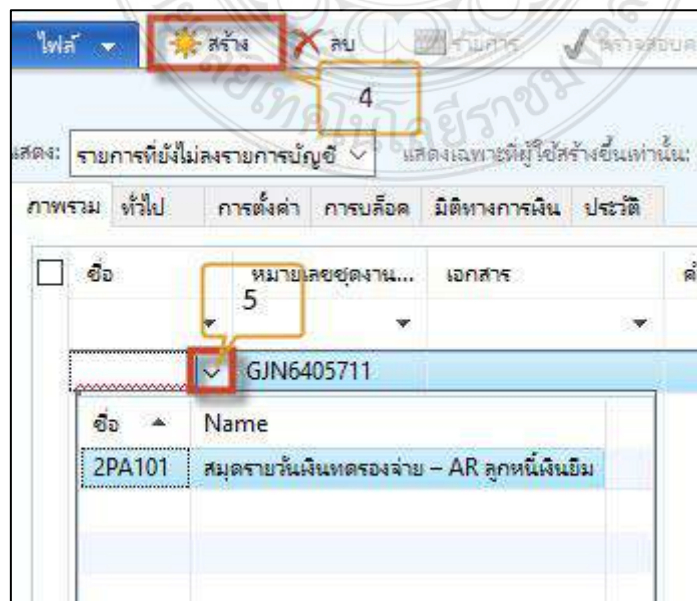 ไฟล์ สร้าง ลบ รายการ ตรวจสอบ
4
แสดง: รายการที่ยังไม่ลงรายการบัญชี แสดงเฉพาะที่ผู้ใช้สร้างขึ้นเท่านั้น:
ภาพรวม ทั่วไป การตั้งค่า การบล็อค มิติทางการเงิน ประวัติ
ชื่อ หมายเลขชุดงาน... เอกสาร
5
GJN6405711
ชื่อ Name
2PA101 สมุดรายวันเงินทดรองจ่าย – AR ลูกหนี้เงินยืม